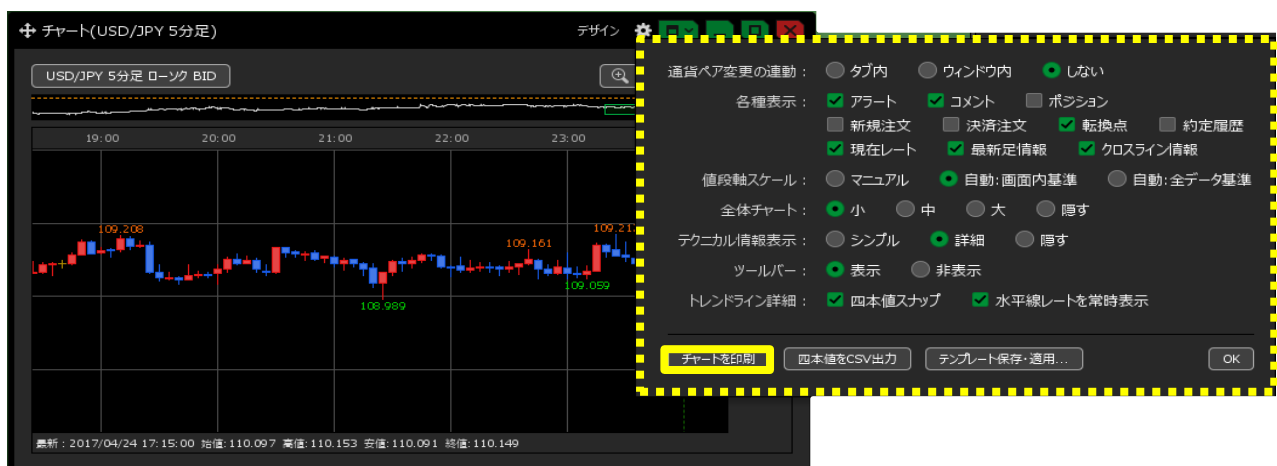 チャート(USD/JPY 5分足)
デザイン
USD/JPY 5分足 ローソク BID
19:00 20:00 21:00 22:00 23:00
109.208
109.161
109.21
109.059
108.989
最新：2017/04/24 17:15:00 始値:110.097 高値:110.153 安値:110.091 終値:110.149
通貨ペア変更の連動： タブ内 ウィンドウ内 しない
各種表示： アラート コメント ポジション
新規注文 決済注文 転換点 約定履歴
現在レート 最新足情報 クロスライン情報
値段軸スケール： マニュアル 自動:画面内基準 自動:全データ基準
全体チャート： 小 中 大 隠す
テクニカル情報表示： シンプル 詳細 隠す
ツールバー： 表示 非表示
トレンドライン詳細： 四本値スナップ 水平線レートを常時表示
チャートを印刷 四本値をCSV出力 テンプレート保存・適用... OK